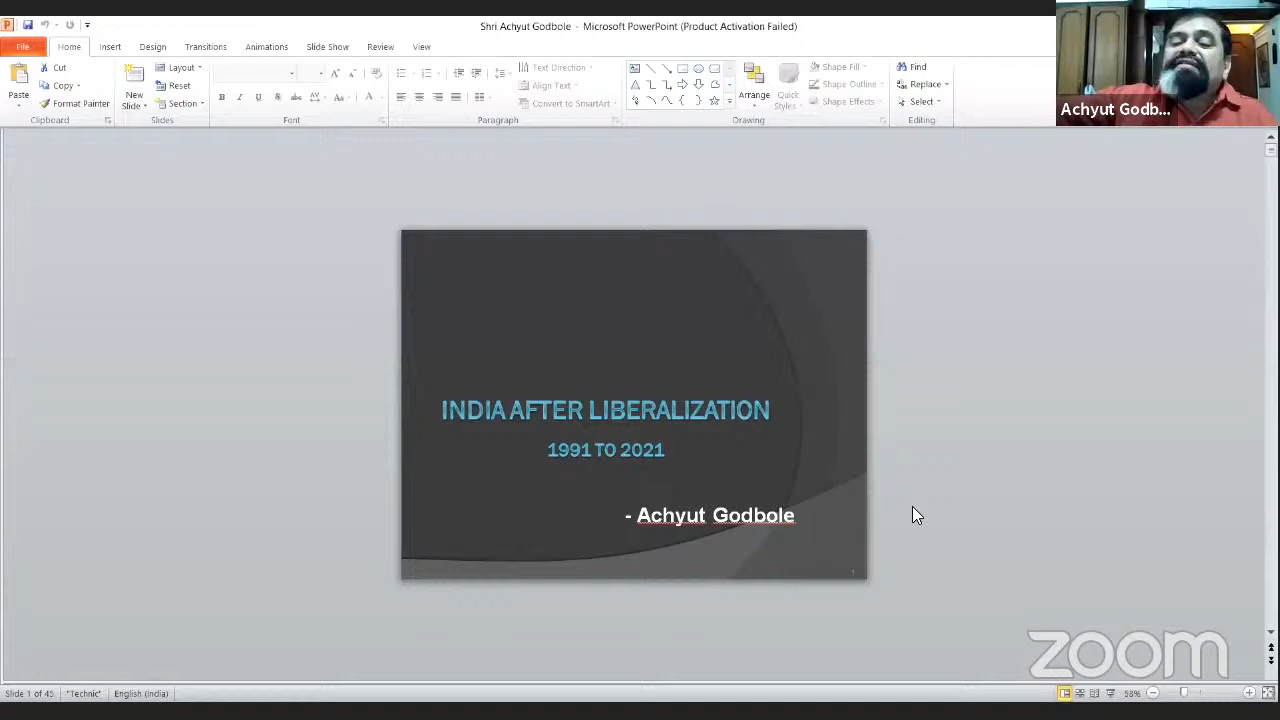 Shri Achyut Godbole - Microsoft PowerPoint (Product Activation Failed)
File Home Insert Design Transitions Animations Slide Show Review View
Paste
Cut
Copy
Format Painter
Clipboard
New
Slide
Layout
Reset
Section
Slides
Font
Text Direction
Align Text
Convert to SmartArt
Paragraph
Arrange
Quick
Styles
Shape Fill
Shape Outline
Shape Effects
Drawing
Find
Replace
Select
Editing
Achyut Godb...
INDIA AFTER LIBERALIZATION
1991 TO 2021
- Achyut Godbole
1
zoom
Slide 1 of 45 "Technic" English (India) 58%